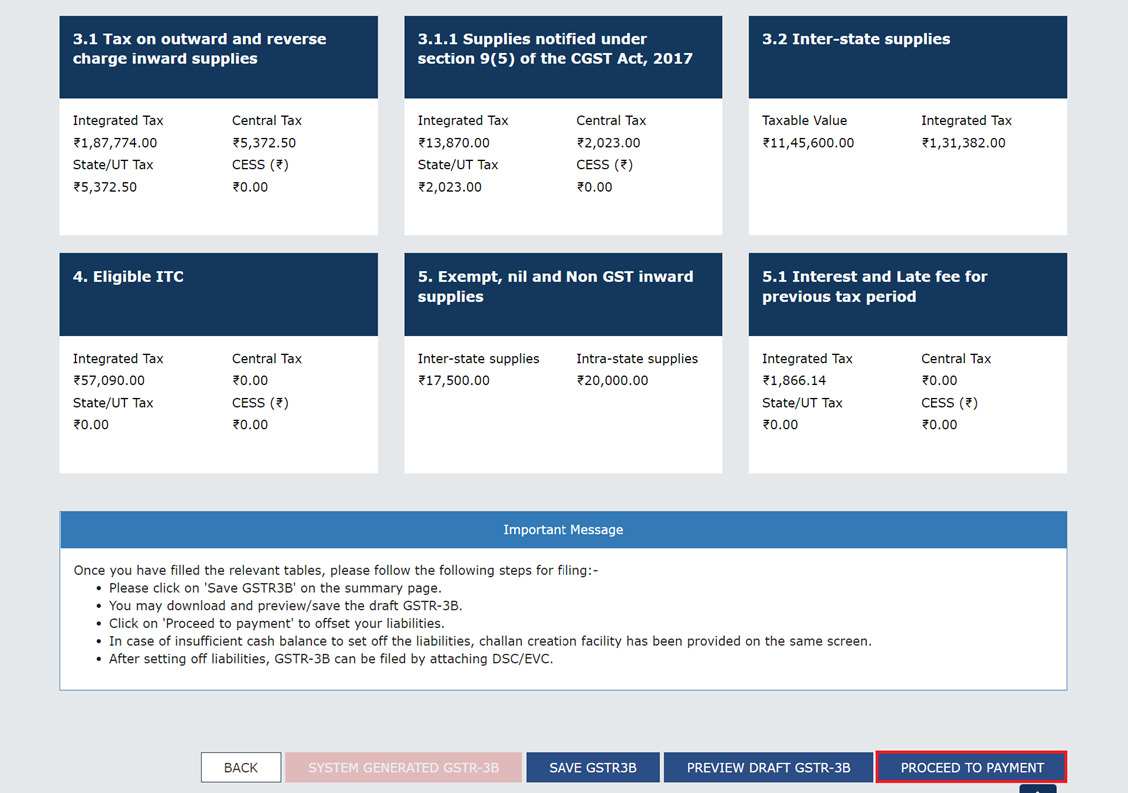 3.1 Tax on outward and reverse
charge inward supplies
Integrated Tax Central Tax
₹1,87,774.00 ₹5,372.50
State/UT Tax CESS (₹)
₹5,372.50 ₹0.00
3.1.1 Supplies notified under
section 9(5) of the CGST Act, 2017
Integrated Tax Central Tax
₹13,870.00 ₹2,023.00
State/UT Tax CESS (₹)
₹2,023.00 ₹0.00
3.2 Inter-state supplies
Taxable Value Integrated Tax
₹11,45,600.00 ₹1,31,382.00
4. Eligible ITC
Integrated Tax Central Tax
₹57,090.00 ₹0.00
State/UT Tax CESS (₹)
₹0.00 ₹0.00
5. Exempt, nil and Non GST inward
supplies
Inter-state supplies Intra-state supplies
₹17,500.00 ₹20,000.00
5.1 Interest and Late fee for
previous tax period
Integrated Tax Central Tax
₹1,866.14 ₹0.00
State/UT Tax CESS (₹)
₹0.00 ₹0.00
Important Message
Once you have filled the relevant tables, please follow the following steps for filing:-
• Please click on 'Save GSTR3B' on the summary page.
• You may download and preview/save the draft GSTR-3B.
• Click on 'Proceed to payment' to offset your liabilities.
• In case of insufficient cash balance to set off the liabilities, challan creation facility has been provided on the same screen.
• After setting off liabilities, GSTR-3B can be filed by attaching DSC/EVC.
BACK SYSTEM GENERATED GSTR-3B SAVE GSTR3B PREVIEW DRAFT GSTR-3B PROCEED TO PAYMENT